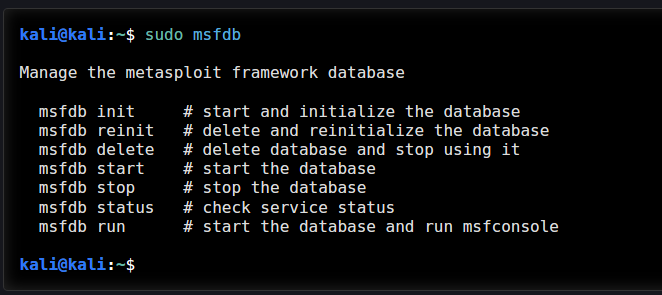 kali@kali:~$ sudo msfdb
Manage the metasploit framework database
msfdb init # start and initialize the database
msfdb reinit # delete and reinitialize the database
msfdb delete # delete database and stop using it
msfdb start # start the database
msfdb stop # stop the database
msfdb status # check service status
msfdb run # start the database and run msfconsole
kali@kali:~$